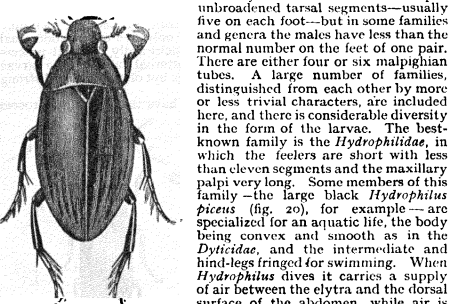 unbroadened tarsal segments—usually
five on each foot—but in some families
and genera the males have less than the
normal number on the feet of one pair.
There are either four or six malpighian
tubes. A large number of families,
distinguished from each other by more
or less trivial characters, are included
here, and there is considerable diversity
in the form of the larvae. The best-
known family is the Hydrophilidae, in
which the feelers are short with less
than eleven segments and the maxillary
palpi very long. Some members of this
family—the large black Hydrophilus
piceus (fig. 20), for example—are
specialized for an aquatic life, the body
being convex and smooth as in the
Dyticidae, and the intermediate and
hind-legs fringed for swimming. When
Hydrophilus dives it carries a supply
of air between the elytra and the dorsal
surface of the abdomen, while air is